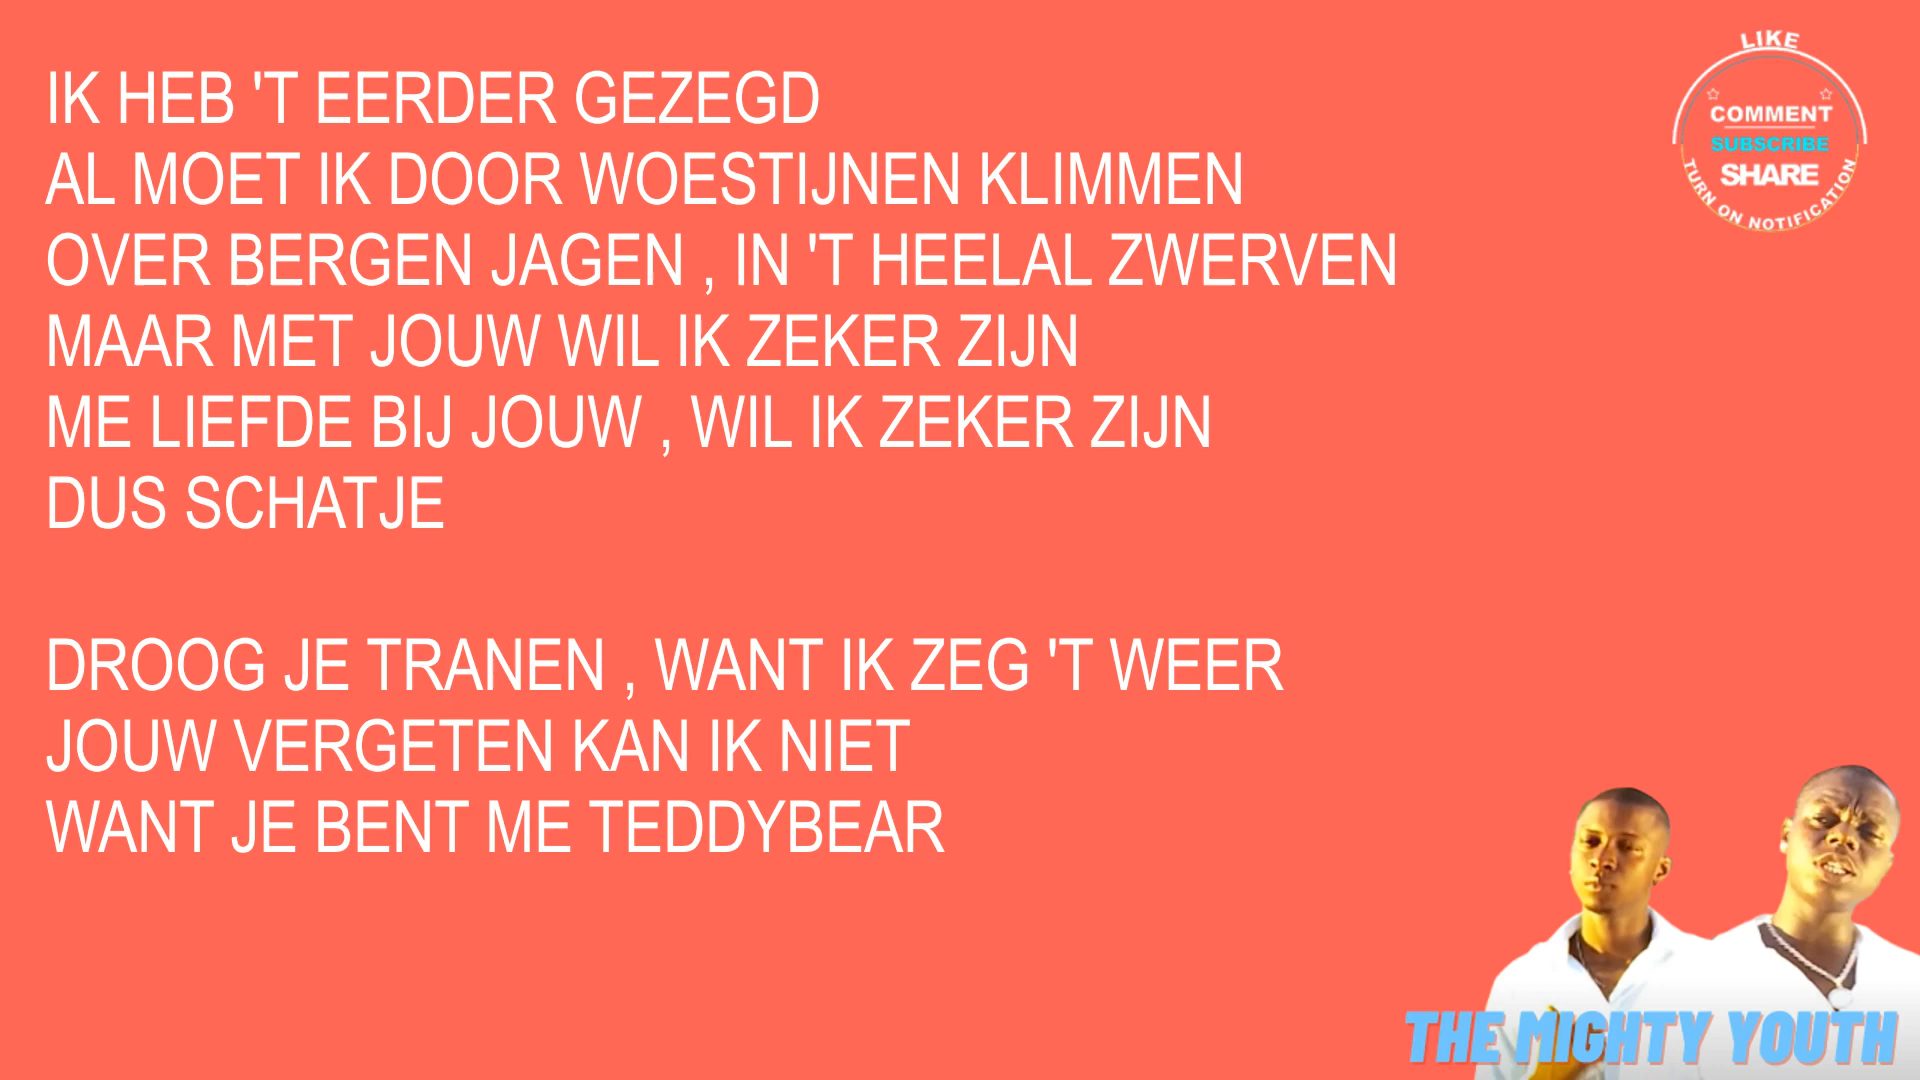 IK HEB 'T EERDER GEZEGD
AL MOET IK DOOR WOESTIJNEN KLIMMEN
OVER BERGEN JAGEN , IN 'T HEELAL ZWERVEN
MAAR MET JOUW WIL IK ZEKER ZIJN
ME LIEFDE BIJ JOUW , WIL IK ZEKER ZIJN
DUS SCHATJE
DROOG JE TRANEN , WANT IK ZEG 'T WEER
JOUW VERGETEN KAN IK NIET
WANT JE BENT ME TEDDYBEAR
LIKE
COMMENT
SUBSCRIBE
SHARE
TURN ON NOTIFICATION
THE MIGHTY YOUTH